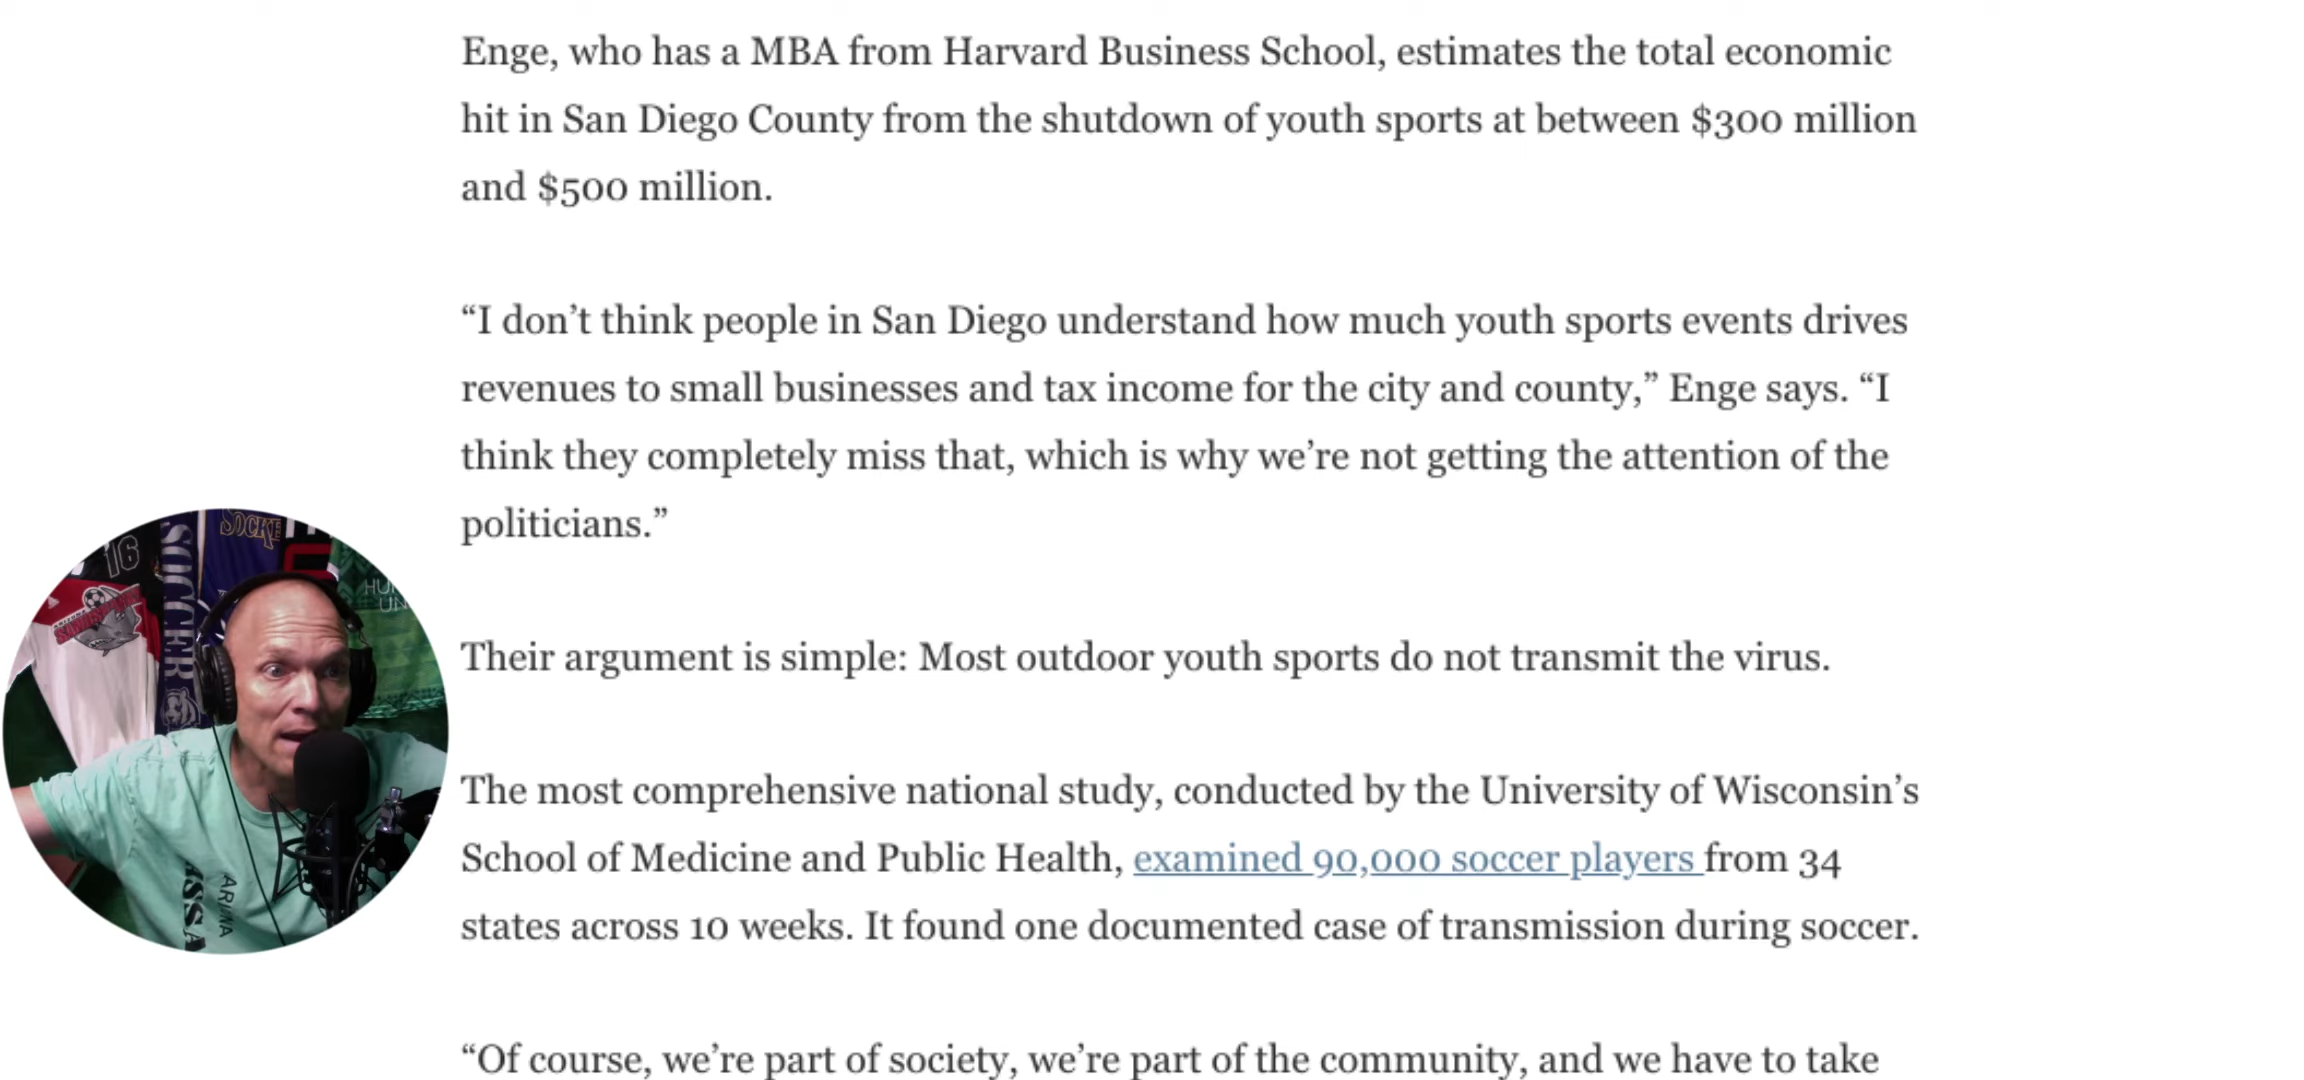 Enge, who has a MBA from Harvard Business School, estimates the total economic
hit in San Diego County from the shutdown of youth sports at between $300 million
and $500 million.
“I don’t think people in San Diego understand how much youth sports events drives
revenues to small businesses and tax income for the city and county,” Enge says. “I
think they completely miss that, which is why we’re not getting the attention of the
politicians.”
Their argument is simple: Most outdoor youth sports do not transmit the virus.
The most comprehensive national study, conducted by the University of Wisconsin’s
School of Medicine and Public Health, examined 90,000 soccer players from 34
states across 10 weeks. It found one documented case of transmission during soccer.
“Of course, we’re part of society, we’re part of the community, and we have to take
16
SOCCER